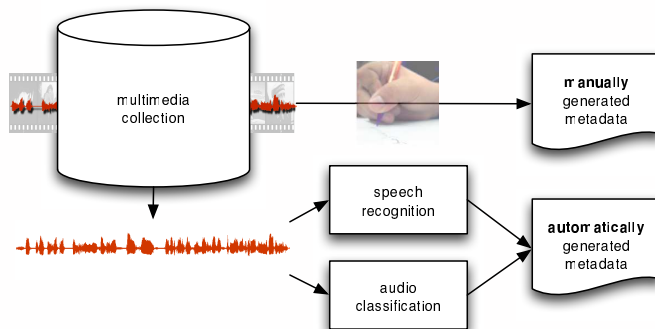 multimedia
collection
manually
generated
metadata
speech
recognition
automatically
generated
metadata
audio
classification